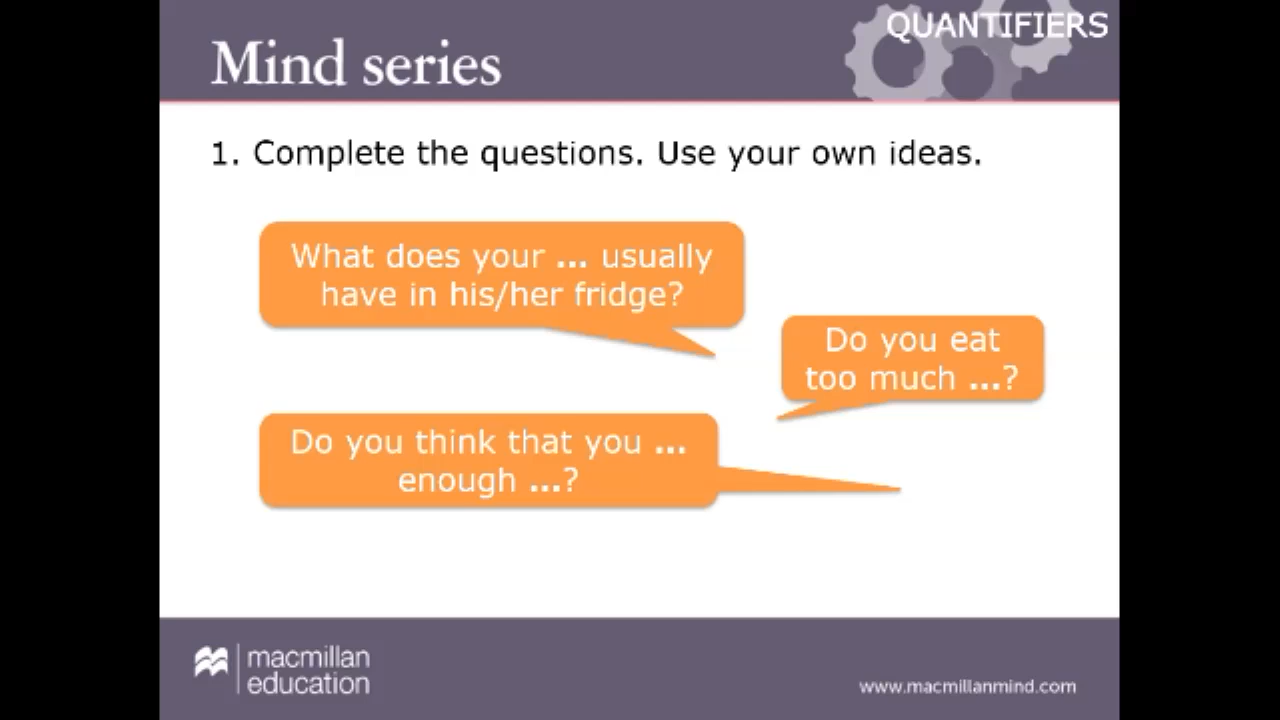 QUANTIFIERS
Mind series
1. Complete the questions. Use your own ideas.
What does your ... usually
have in his/her fridge?
Do you eat
too much ...?
Do you think that you ...
enough ...?
macmillan
education
www.macmillanmind.com